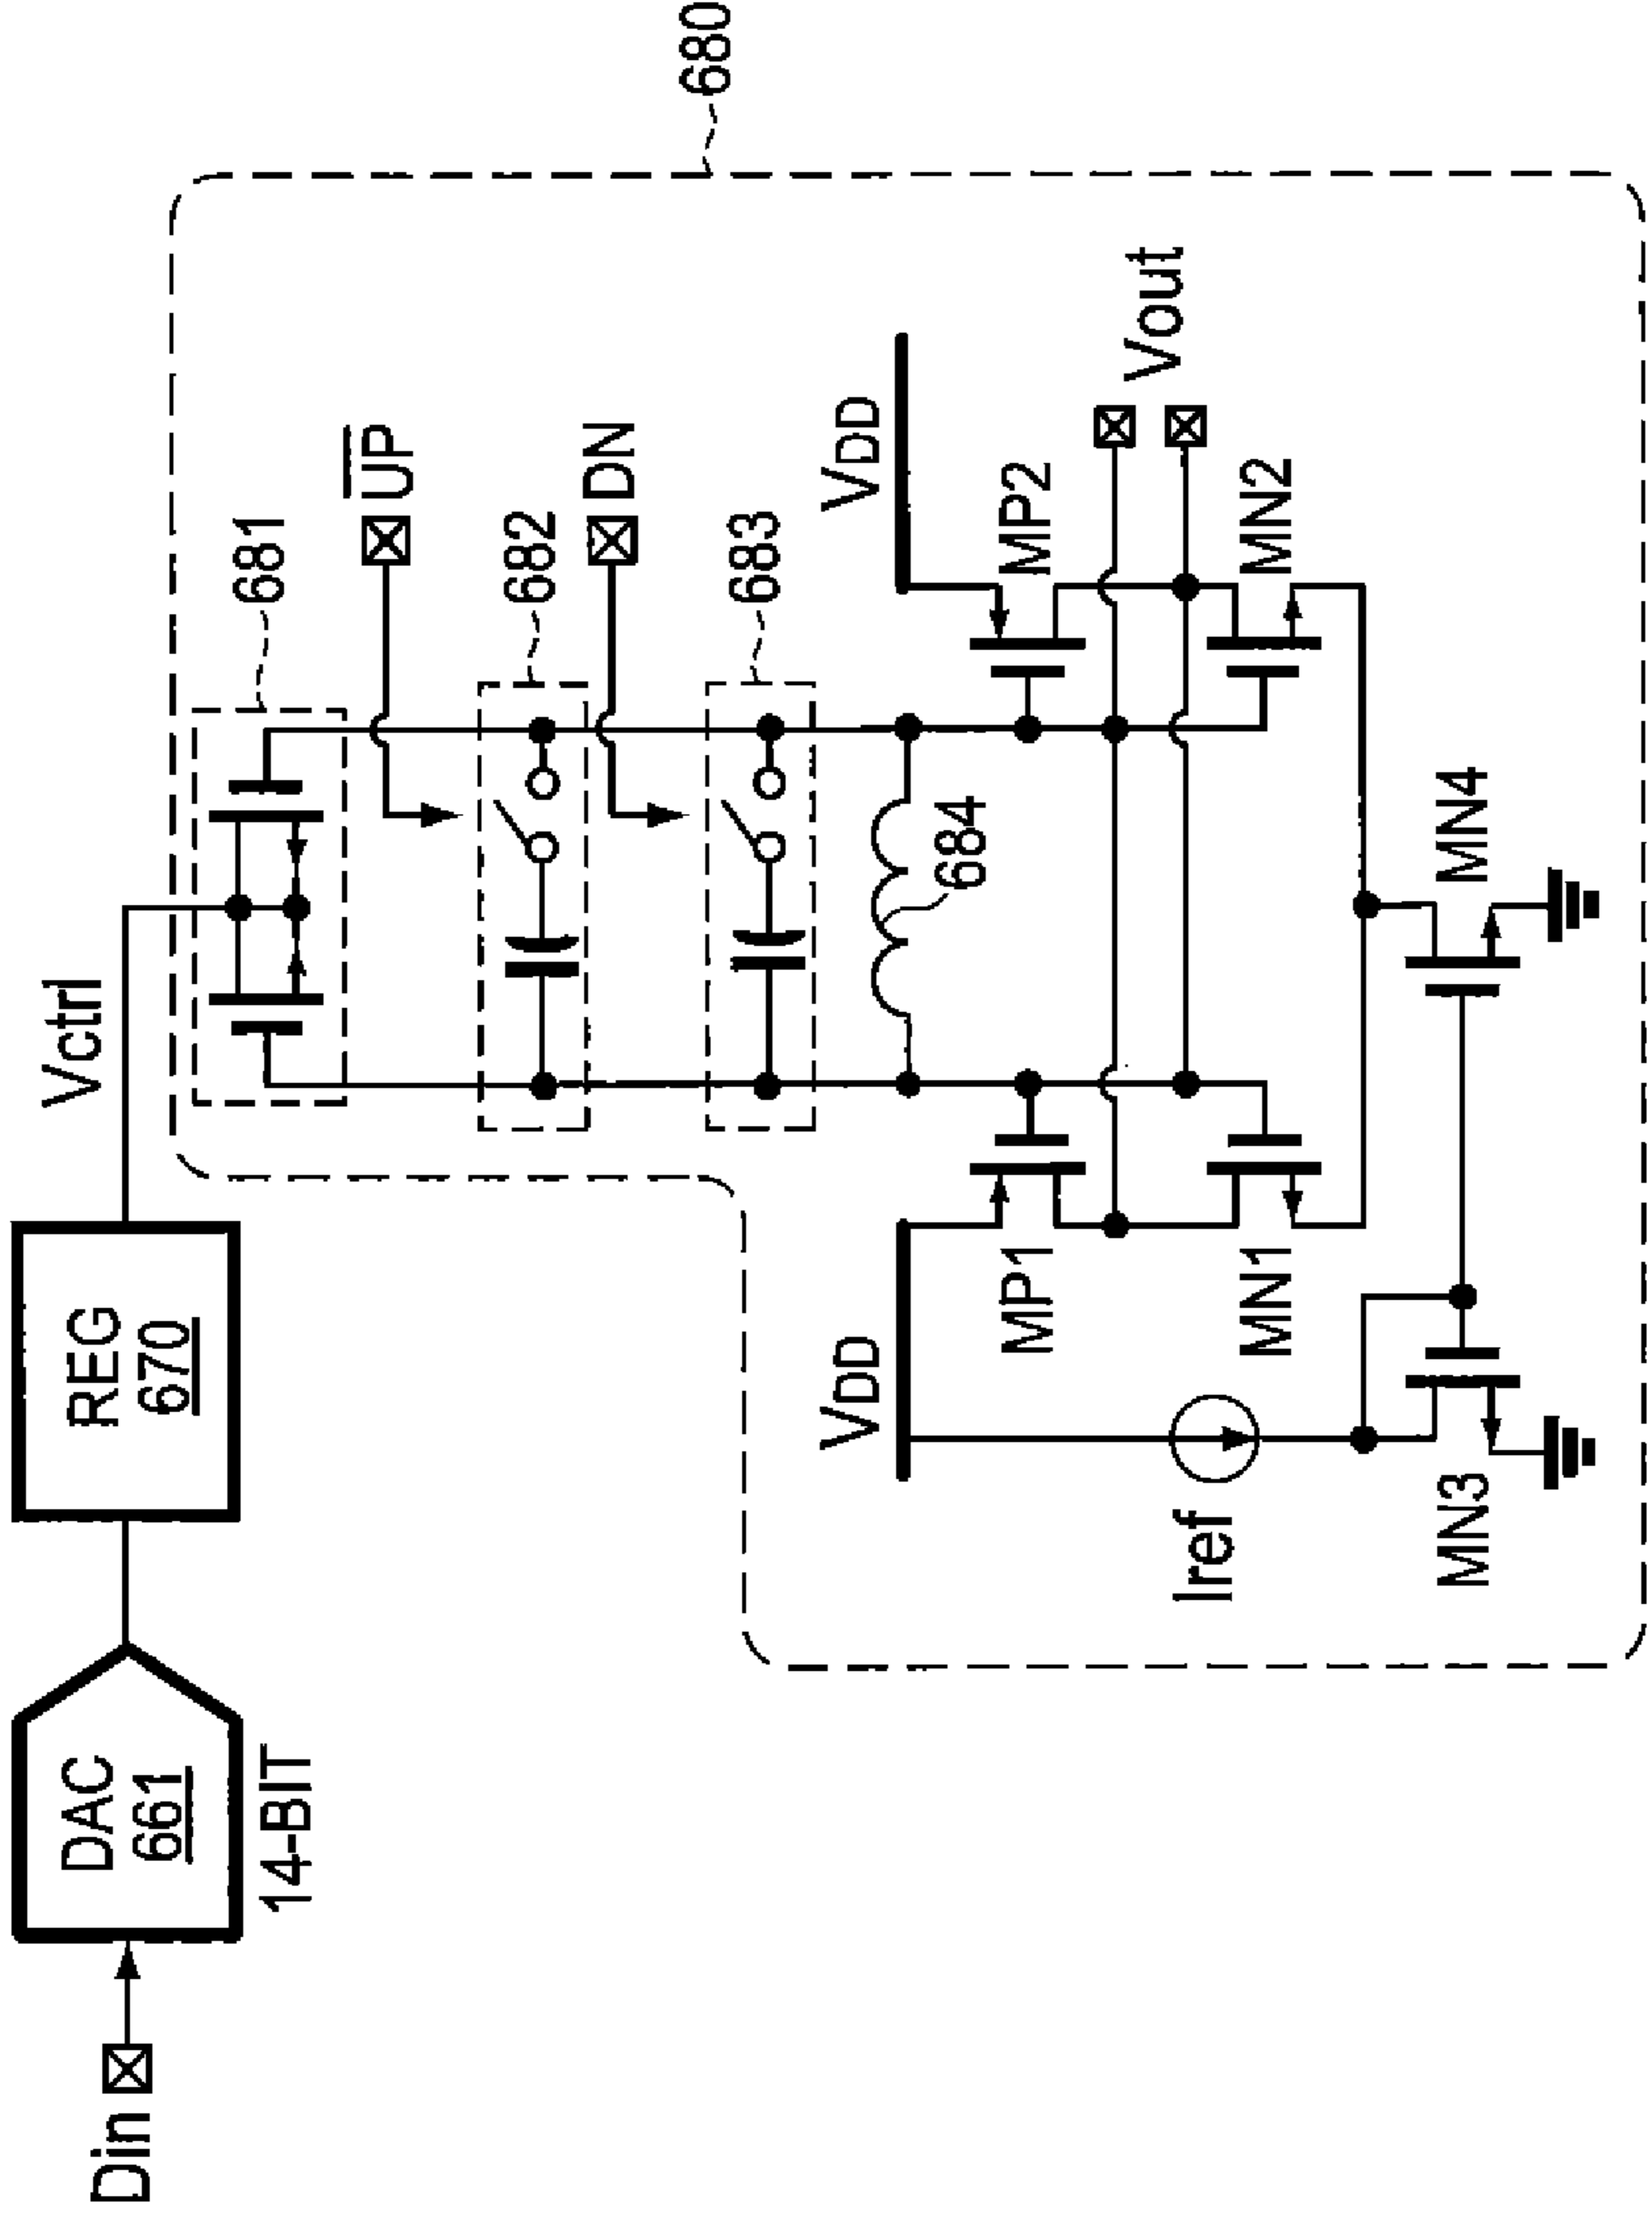 Din
DAC
661
14-BIT
REG
670
Vctrl
681
U̅P̅
682
DN
683
680
684
VDD
Iref
MN3
MP1
MN1
VDD
MP2
MN2
MN4
Vout